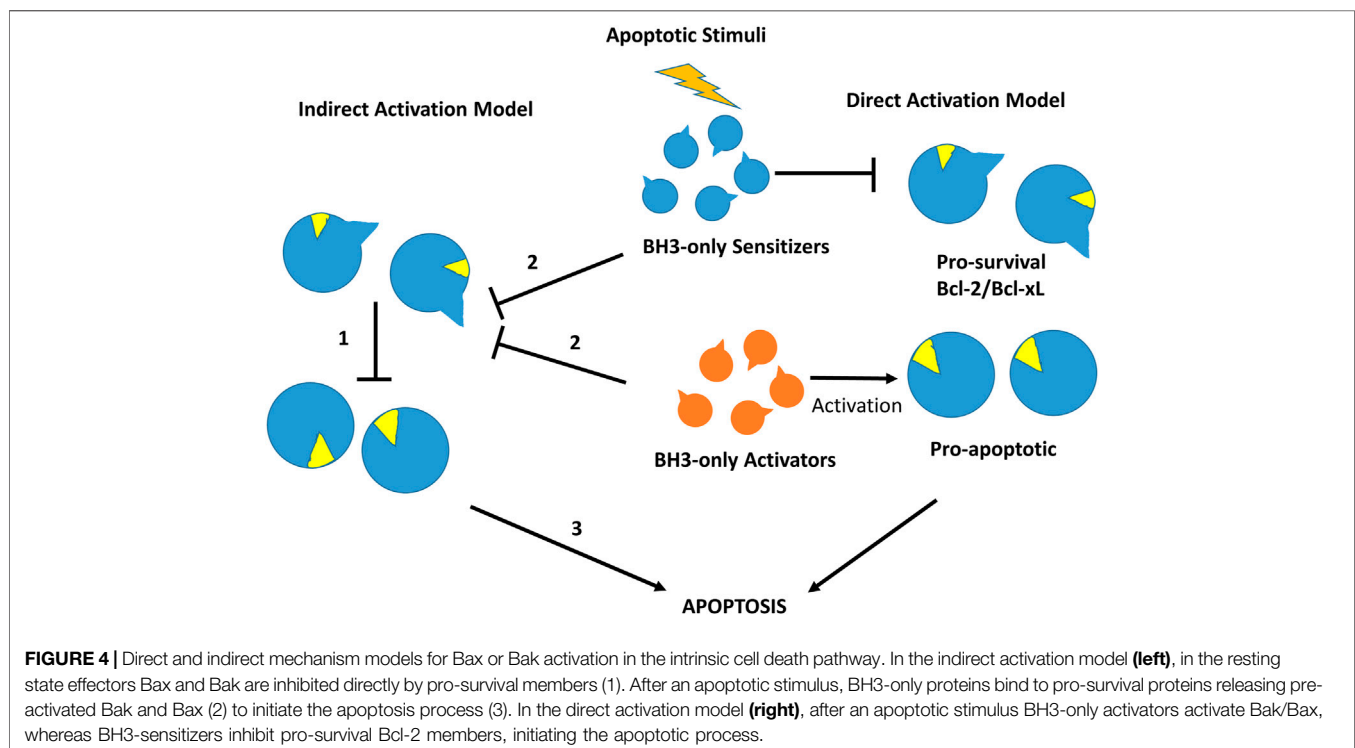 Apoptotic Stimuli
Indirect Activation Model
Direct Activation Model
BH3-only Sensitizers
Pro-survival
Bcl-2/Bcl-xL
2
1
2
Activation
BH3-only Activators
Pro-apoptotic
3
APOPTOSIS
FIGURE 4 | Direct and indirect mechanism models for Bax or Bak activation in the intrinsic cell death pathway. In the indirect activation model (left), in the resting
state effectors Bax and Bak are inhibited directly by pro-survival members (1). After an apoptotic stimulus, BH3-only proteins bind to pro-survival proteins releasing pre-
activated Bak and Bax (2) to initiate the apoptosis process (3). In the direct activation model (right), after an apoptotic stimulus BH3-only activators activate Bak/Bax,
whereas BH3-sensitizers inhibit pro-survival Bcl-2 members, initiating the apoptotic process.